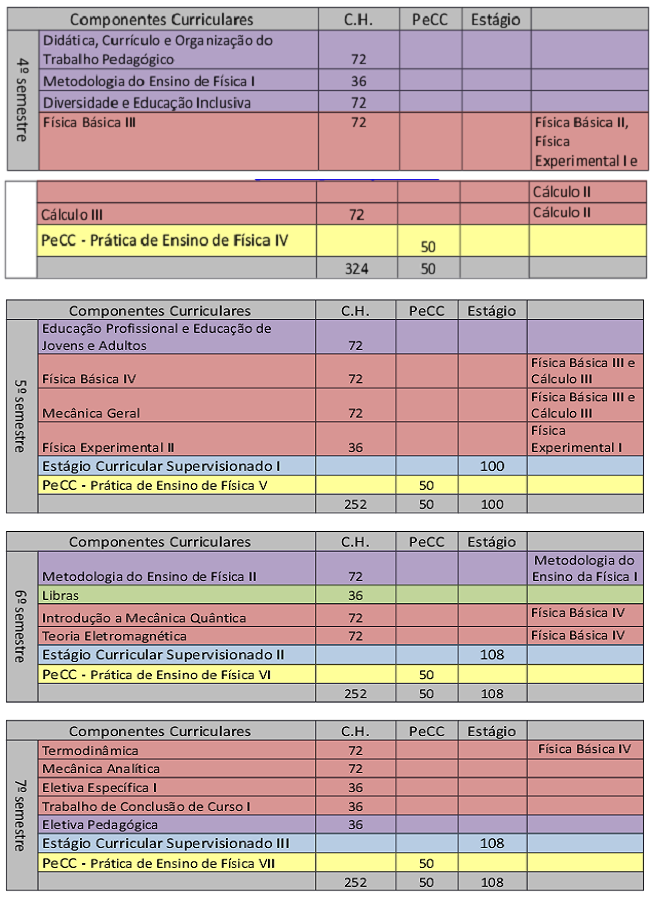 Componentes Curriculares C.H. PeCC Estágio
4º semestre
Didática, Currículo e Organização do
Trabalho Pedagógico 72
Metodologia do Ensino de Física I 36
Diversidade e Educação Inclusiva 72
Física Básica III 72 Física Básica II,
Física
Experimental I e
Cálculo II
Cálculo III 72 Cálculo II
PeCC - Prática de Ensino de Física IV 50
324 50
Componentes Curriculares C.H. PeCC Estágio
5º semestre
Educação Profissional e Educação de
Jovens e Adultos 72
Física Básica IV 72 Física Básica III e
Cálculo III
Mecânica Geral 72 Física Básica III e
Cálculo III
Física Experimental II 36 Física
Experimental I
Estágio Curricular Supervisionado I 100
PeCC - Prática de Ensino de Física V 50
252 50 100
Componentes Curriculares C.H. PeCC Estágio
6º semestre
Metodologia do Ensino de Física II 72 Metodologia do
Ensino da Física I
Libras 36
Introdução a Mecânica Quântica 72 Física Básica IV
Teoria Eletromagnética 72 Física Básica IV
Estágio Curricular Supervisionado II 108
PeCC - Prática de Ensino de Física VI 50
252 50 108
Componentes Curriculares C.H. PeCC Estágio
7º semestre
Termodinâmica 72 Física Básica IV
Mecânica Analítica 72
Eletiva Específica I 36
Trabalho de Conclusão de Curso I 36
Eletiva Pedagógica 36
Estágio Curricular Supervisionado III 108
PeCC - Prática de Ensino de Física VII 50
252 50 108